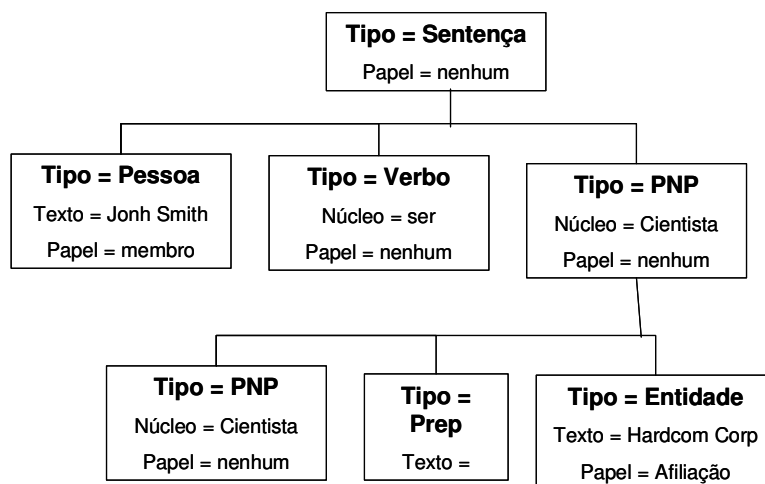 Tipo = Sentença
Papel = nenhum
Tipo = Pessoa
Texto = Jonh Smith
Papel = membro
Tipo = Verbo
Núcleo = ser
Papel = nenhum
Tipo = PNP
Núcleo = Cientista
Papel = nenhum
Tipo = PNP
Núcleo = Cientista
Papel = nenhum
Tipo =
Prep
Texto =
Tipo = Entidade
Texto = Hardcom Corp
Papel = Afiliação